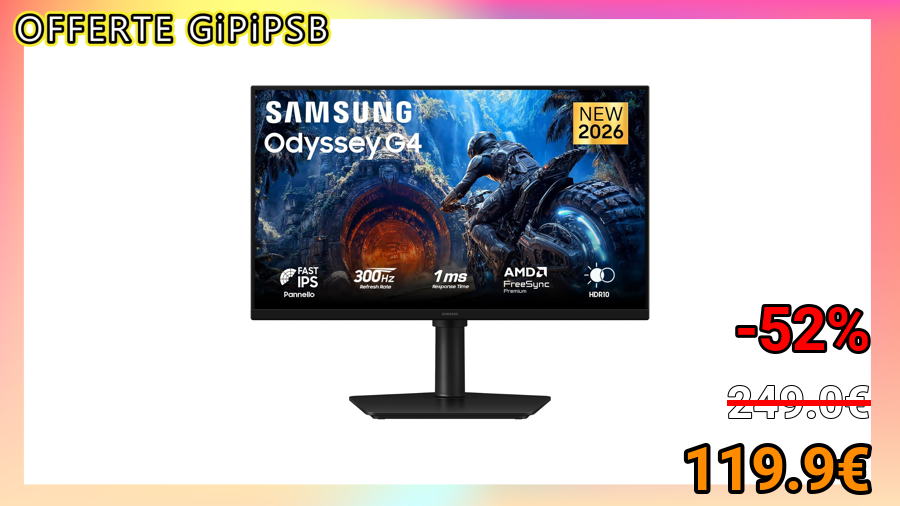 OFFERTE GiPiPSB
SAMSUNG
Odyssey G4
NEW
2026
FAST
IPS
Pannello
300HZ
Refresh Rate
1ms
Response Time
AMD
FreeSync
Premium
HDR10
SAMSUNG
-52%
249.0€
119.9€